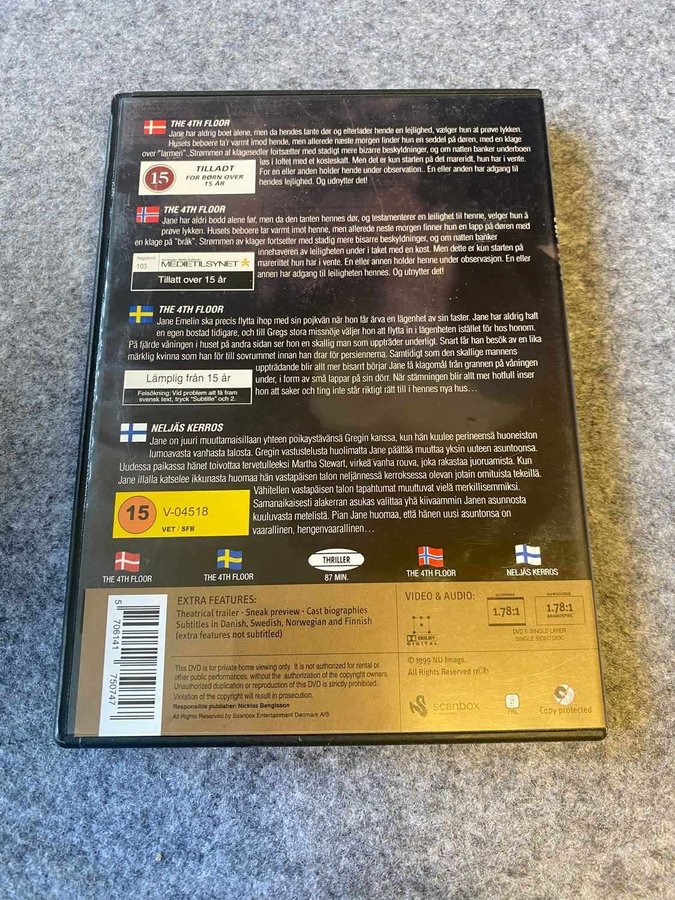 THE 4TH FLOOR
Jane har aldrig boet alene, men da hendes tante dør og efterlader hende en lejlighed, vælger hun at prøve lykken.
Husets beboere ta'r varmt imod hende, men allerede næste morgen finder hun en seddel på døren, med en klage
over "larmen". Strømmen af klagesedler fortsætter med stadigt mere bizarre beskyldninger, og om natten banker underboen
løs i loftet med et kosteskaft. Men det er kun starten på det mareridt, hun har i vente.
For en eller anden holder hende under observation.. En eller anden har adgang til
hendes lejlighed. Og udnytter det!
15
TILLADT
FOR BØRN OVER
15 ÅR
THE 4TH FLOOR
Jane har aldri bodd alene før, men da den tanten hennes dør, og testamenterer en leilighet til henne, velger hun å
prøve lykken. Husets beboere tar varmt imot henne, men allerede neste morgen finner hun en lapp på døren med
en klage på "bråk". Strømmen av klager fortsetter med stadig mere bisarre beskyldninger, og om natten banker
innehaveren av leiligheten under i taket med en kost. Men dette er kun starten på
marerittet hun har i vente. En eller annen holder henne under observasjon. En eller
annen har adgang til leiligheten hennes. Og utnytter det!
103
MEDIETILSYNET
Tillatt over 15 år
THE 4TH FLOOR
Jane Emelin ska precis flytta ihop med sin pojkvän när hon får ärva en lägenhet av sin faster. Jane har aldrig haft
en egen bostad tidigare, och till Gregs stora missnöje väljer hon att flytta in i lägenheten istället för hos honom.
På fjärde våningen i huset på andra sidan ser hon en skallig man som uppträder underligt. Snart får han besök av en lika
märklig kvinna som han för till sovrummet innan han drar för persiennerna. Samtidigt som den skallige mannens
uppträdande blir allt mer bisarrt börjar Jane få klagomål från grannen på våningen
under, i form av små lappar på sin dörr. När stämningen blir allt mer hotfull inser
hon att saker och ting inte står riktigt rätt till i hennes nya hus…
Lämplig från 15 år
Felsökning: Vid problem att få fram
svensk text, tryck "Subtitle" och 2.
NELJÄS KERROS
Jane on juuri muuttamaisillaan yhteen poikaystävänsä Gregin kanssa, kun hän kuulee perineensä huoneiston
lumoavasta vanhasta talosta. Gregin vastustelusta huolimatta Jane päättää muuttaa yksin uuteen asuntoonsa.
Uudessa paikassa hänet toivottaa tervetulleeksi Martha Stewart, virkeä vanha rouva, joka rakastaa juoruamista. Kun
Jane illalla katselee ikkunasta huomaa hän vastapäisen talon neljännessä kerroksessa olevan jotain omituista tekeillä.
Vähitellen vastapäisen talon tapahtumat muuttuvat vielä merkillisemmiksi.
Samanaikaisesti alakerran asukas valittaa yhä kiivaammin Janen asunnosta
kuuluvasta metelistä. Pian Jane huomaa, että hänen uusi asuntonsa on
vaarallinen, hengenvaarallinen…
15
V-04518
VET / SFB
THE 4TH FLOOR
THE 4TH FLOOR
THRILLER
87 MIN.
THE 4TH FLOOR
NELJÄS KERROS
5 706141 750747
EXTRA FEATURES:
Theatrical trailer · Sneak preview · Cast biographies
Subtitles in Danish, Swedish, Norwegian and Finnish
(extra features not subtitled)
This DVD is for private home viewing only. It is not authorized for rental or
other public performances, without the authorization of the copyright owners.
Unauthorized duplication or reproduction of this DVD is strictly prohibited.
Violation of the copyright will result in prosecution.
Responsible publisher: Nicklas Bengtsson
All Rights Reserved by Scanbox Entertainment Denmark A/S
VIDEO & AUDIO:
DOLBY
DIGITAL
1.78:1
1.78:1
ANAMORPHIC
DVD 5: SINGLE LAYER
SINGLE SIDED DISC
© 1999 NU Image.
All Rights Reserved
scanbox
2
PAL
Copy protected